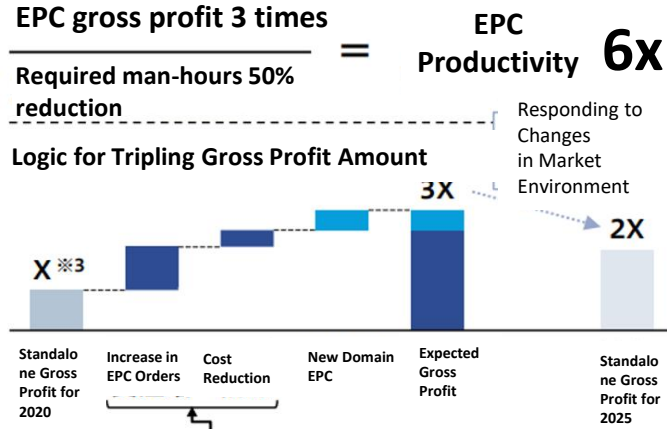 EPC gross profit 3 times
Required man-hours 50%
reduction
=
EPC
Productivity
6x
Responding to
Changes
in Market
Environment
Logic for Tripling Gross Profit Amount
3X
2X
X ※3
Standalo
ne Gross
Profit for
2020
Increase in
EPC Orders
Cost
Reduction
New Domain
EPC
Expected
Gross
Profit
Standalo
ne Gross
Profit for
2025